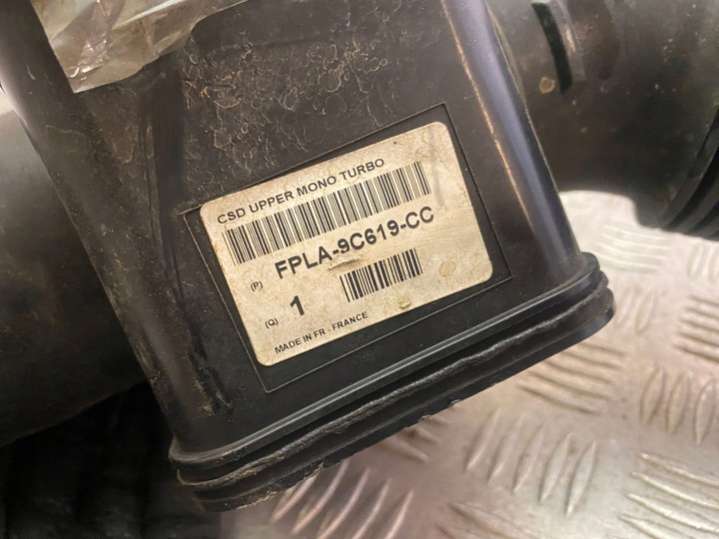 CSD UPPER MONO TURBO
(P) FPLA-9C619-CC
(Q) 1
MADE IN FR - FRANCE